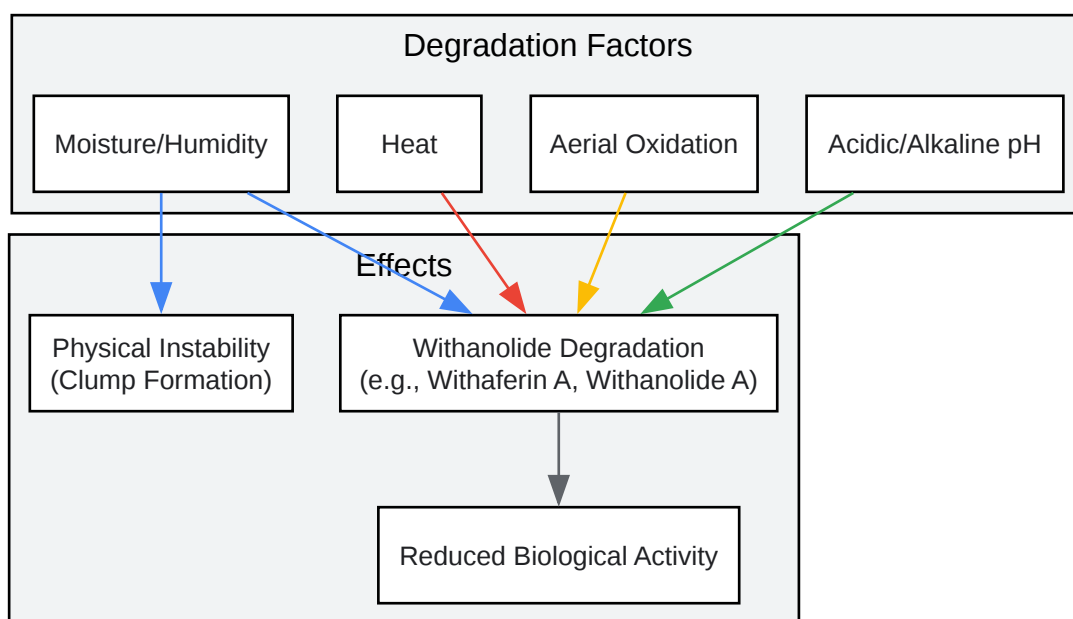 Degradation Factors
Moisture/Humidity
Heat
Aerial Oxidation
Acidic/Alkaline pH
Effects
Physical Instability
(Clump Formation)
Withanolide Degradation
(e.g., Withaferin A, Withanolide A)
Reduced Biological Activity